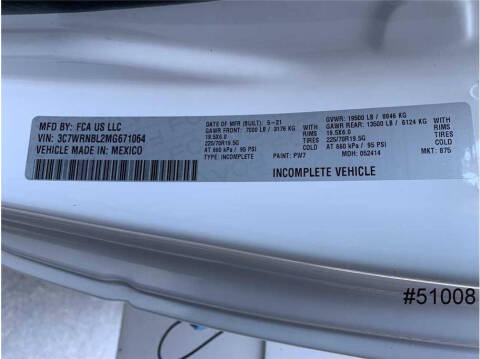 MFD BY: FCA US LLC
VIN: 3C7WRNBL2MG671064
VEHICLE MADE IN: MEXICO
DATE OF MFR (BUILT): 5-21
GAWR FRONT: 7000 LB / 3176 KG WITH
19.5X6.0 RIMS
225/70R19.5G TIRES
AT 660 kPa / 95 PSI COLD
TYPE: INCOMPLETE PAINT: PW7
GVWR: 19500 LB / 8846 KG
GAWR REAR: 13500 LB / 6124 KG WITH
19.5X6.0 RIMS
225/70R19.5G TIRES
AT 660 kPa / 95 PSI COLD
MDH: 052414 MKT: 875
INCOMPLETE VEHICLE
#51008